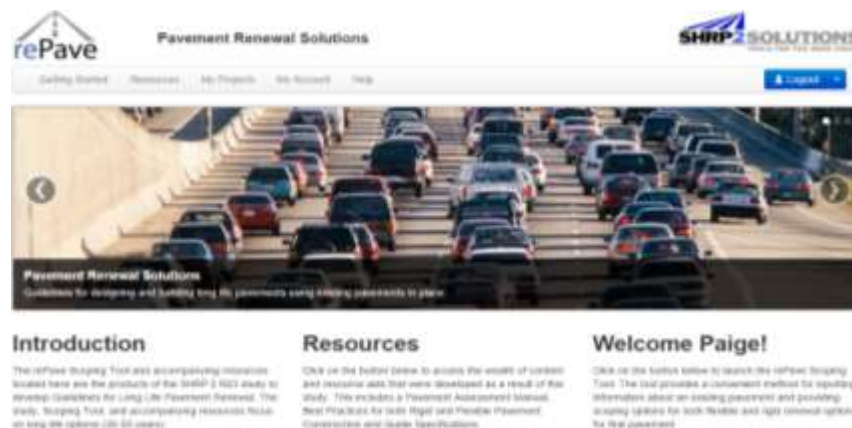 rePave
Pavement Renewal Solutions
SHRP2 SOLUTIONS
TOOLS FOR THE ROAD AHEAD
Getting Started Resources My Projects My Account Help
Logout
Pavement Renewal Solutions
Guidelines for designing and building long life pavements using existing pavements in place
Introduction
The rePave Scoping Tool and accompanying resources
located here are the products of the SHRP 2 R23 study to
develop Guidelines for Long Life Pavement Renewal. The
study, Scoping Tool, and accompanying resources focus
on long life options (30-50 years)
Resources
Click on the button below to access the wealth of content
and resource aids that were developed as a result of this
study. This includes a Pavement Assessment Manual,
Best Practices for both Rigid and Flexible Pavement
Construction and Guide Specifications
Welcome Paige!
Click on the button below to launch the rePave Scoping
Tool. The tool provides a convenient method for inputting
information about an existing pavement and providing
scoping options for both flexible and rigid renewal options
for that pavement